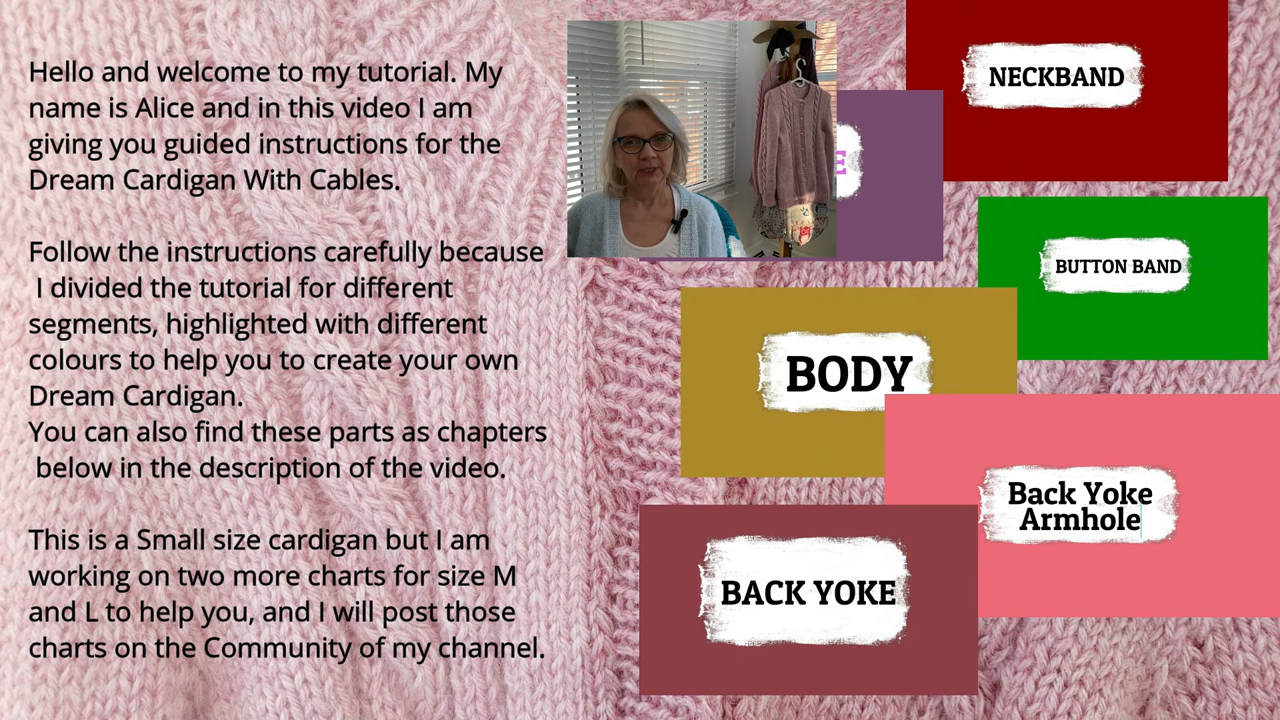 Hello and welcome to my tutorial. My
name is Alice and in this video I am
giving you guided instructions for the
Dream Cardigan With Cables.
Follow the instructions carefully because
I divided the tutorial for different
segments, highlighted with different
colours to help you to create your own
Dream Cardigan.
You can also find these parts as chapters
below in the description of the video.
This is a Small size cardigan but I am
working on two more charts for size M
and L to help you, and I will post those
charts on the Community of my channel.
NECKBAND
BUTTON BAND
BODY
Back Yoke
Armhole
BACK YOKE